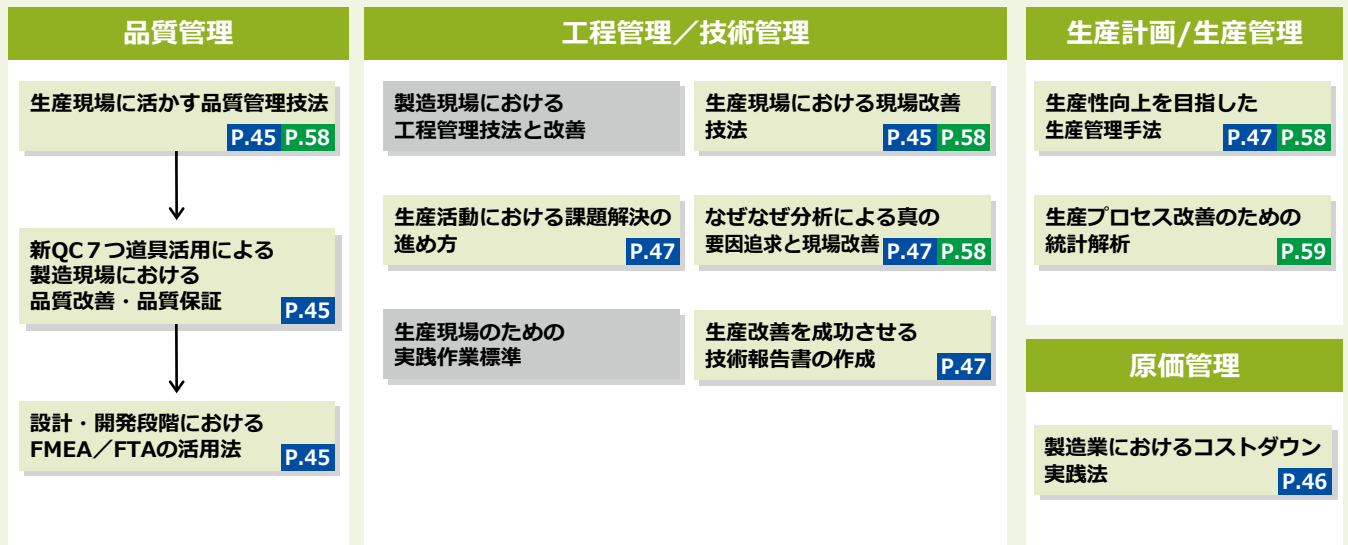 品質管理
生産現場に活かす品質管理技法
P.45 P.58
新QC７つ道具活用による
製造現場における
品質改善・品質保証
P.45
設計・開発段階における
FMEA／FTAの活用法
P.45
工程管理／技術管理
製造現場における
工程管理技法と改善
生産現場における現場改善
技法
P.45 P.58
生産活動における課題解決の
進め方
P.47
なぜなぜ分析による真の
要因追求と現場改善
P.47 P.58
生産現場のための
実践作業標準
生産改善を成功させる
技術報告書の作成
P.47
生産計画/生産管理
生産性向上を目指した
生産管理手法
P.47 P.58
生産プロセス改善のための
統計解析
P.59
原価管理
製造業におけるコストダウン
実践法
P.46